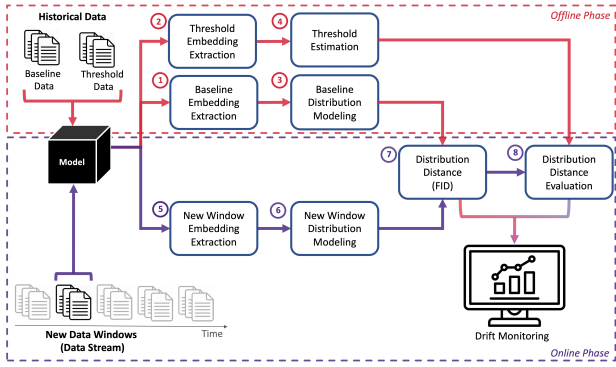 Historical Data
Offline Phase
Baseline
Data
Threshold
Data
2
Threshold
Embedding
Extraction
4
Threshold
Estimation
1
Baseline
Embedding
Extraction
3
Baseline
Distribution
Modeling
Model
7
Distribution
Distance
(FID)
8
Distribution
Distance
Evaluation
5
New Window
Embedding
Extraction
6
New Window
Distribution
Modeling
Time
New Data Windows
(Data Stream)
Drift Monitoring
Online Phase